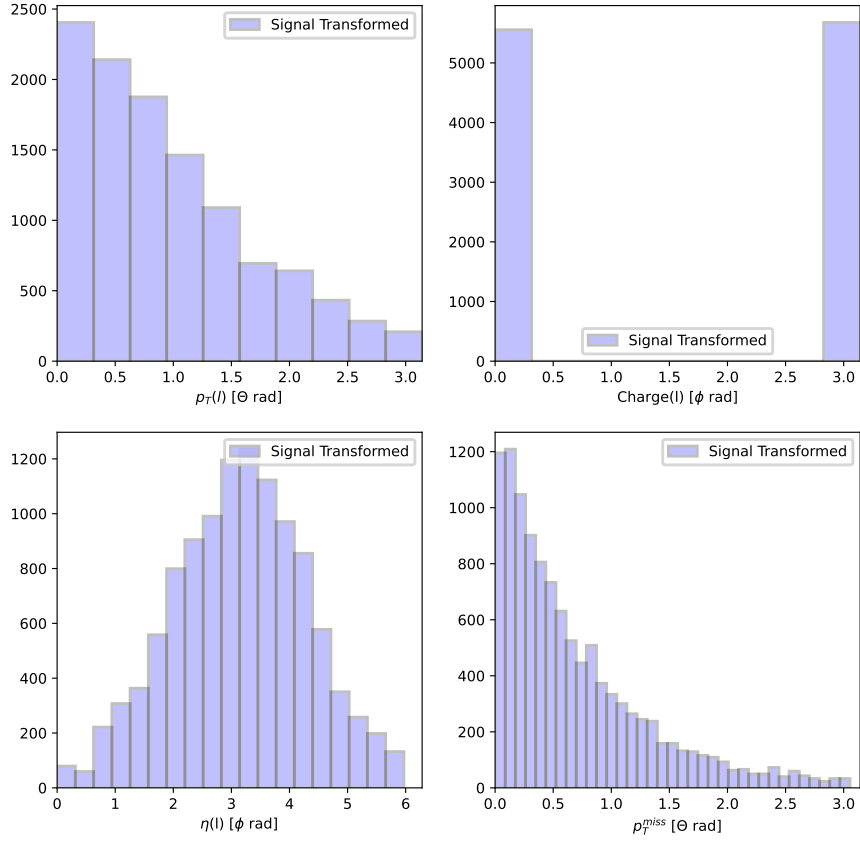 2500
2000
1500
1000
500
0
Signal Transformed
0.0 0.5 1.0 1.5 2.0 2.5 3.0
p_T(l) [Θ rad]
5000
4000
3000
2000
1000
0
Signal Transformed
0.0 0.5 1.0 1.5 2.0 2.5 3.0
Charge(l) [ϕ rad]
1200
1000
800
600
400
200
0
Signal Transformed
0 1 2 3 4 5 6
η(l) [ϕ rad]
1200
1000
800
600
400
200
0
Signal Transformed
0.0 0.5 1.0 1.5 2.0 2.5 3.0
p_T^{miss} [Θ rad]